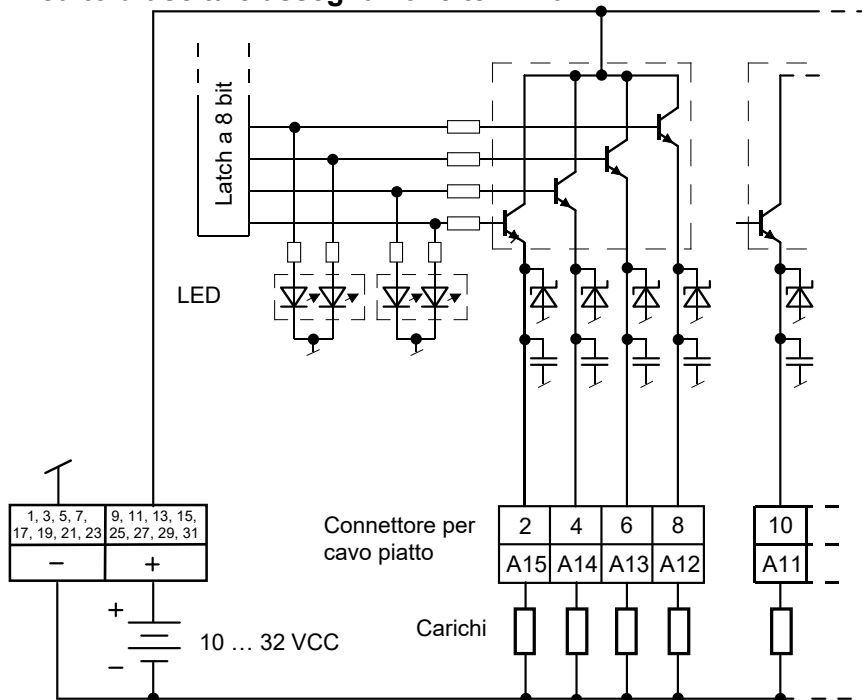 Latch a 8 bit
LED
1, 3, 5, 7,
17, 19, 21, 23
9, 11, 13, 15,
25, 27, 29, 31
−
+
Connettore per
cavo piatto
2
4
6
8
10
A15
A14
A13
A12
A11
+
−
10 … 32 VCC
Carichi